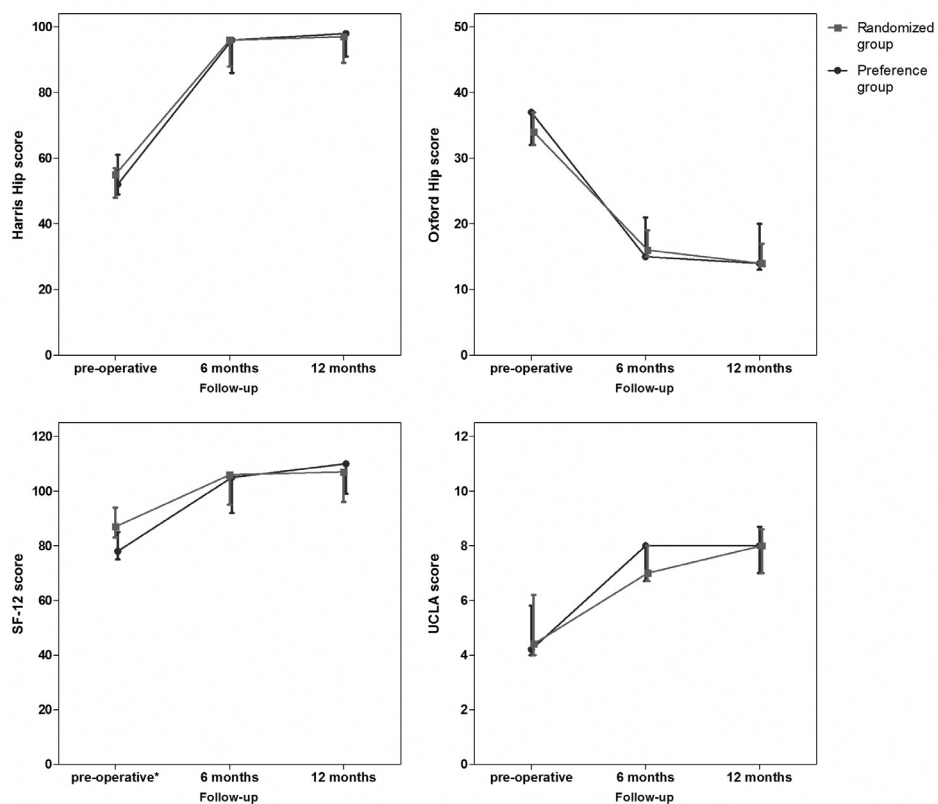 Harris Hip score
100
80
60
40
20
0
pre-operative 6 months 12 months
Follow-up
Oxford Hip score
50
40
30
20
10
0
pre-operative 6 months 12 months
Follow-up
Randomized
group
Preference
group
SF-12 score
120
100
80
60
40
20
0
pre-operative* 6 months 12 months
Follow-up
UCLA score
12
10
8
6
4
2
0
pre-operative 6 months 12 months
Follow-up